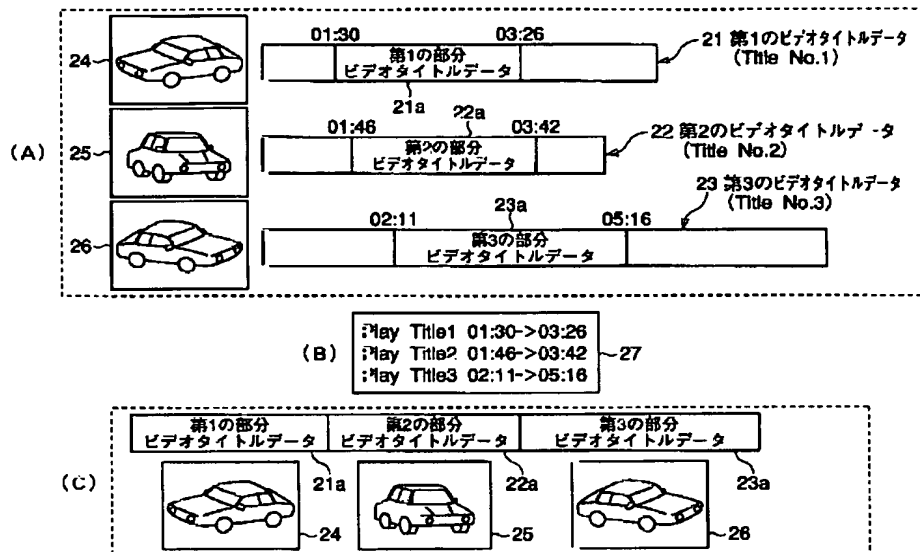 (A)
24
01:30 03:26
第1の部分
ビデオタイトルデータ
21a
21 第1のビデオタイトルデータ
(Title No.1)
25
22a
01:46 03:42
第2の部分
ビデオタイトルデータ
22 第2のビデオタイトルデータ
(Title No.2)
26
23a
02:11 05:16
第3の部分
ビデオタイトルデータ
23 第3のビデオタイトルデータ
(Title No.3)
(B)
Play Title1 01:30->03:26
Play Title2 01:46->03:42
Play Title3 02:11->05:16
27
(C)
第1の部分
ビデオタイトルデータ
第2の部分
ビデオタイトルデータ
第3の部分
ビデオタイトルデータ
21a
22a
23a
24
25
26